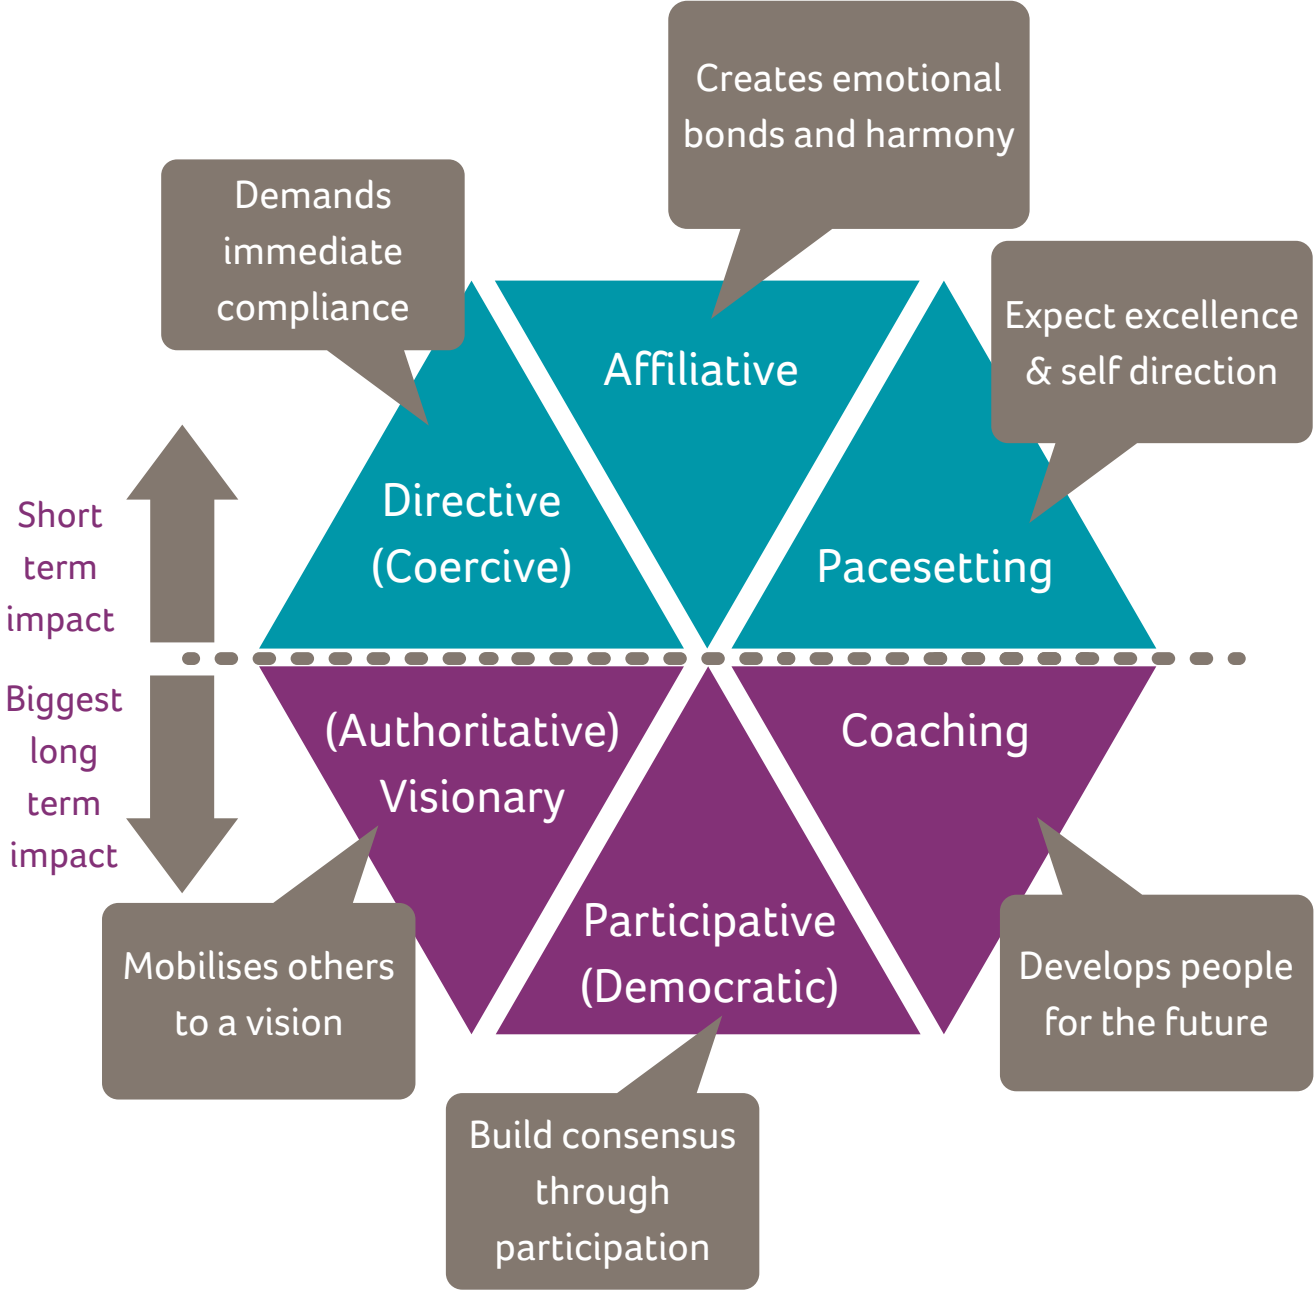 Creates emotional
bonds and harmony
Demands
immediate
compliance
Expect excellence
& self direction
Affiliative
Directive
(Coercive)
Pacesetting
Short
term
impact
Biggest
long
term
impact
(Authoritative)
Visionary
Coaching
Participative
(Democratic)
Mobilises others
to a vision
Develops people
for the future
Build consensus
through
participation